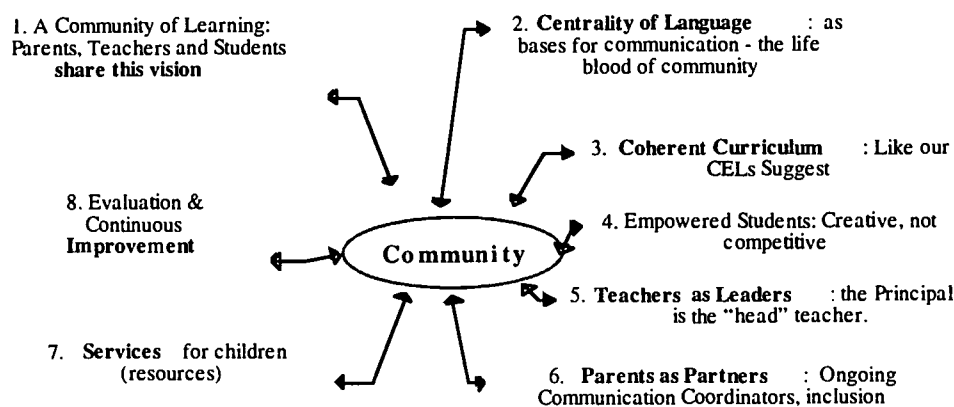 1. A Community of Learning:
Parents, Teachers and Students
share this vision
2. Centrality of Language : as
bases for communication - the life
blood of community
3. Coherent Curriculum : Like our
CELs Suggest
4. Empowered Students: Creative, not
competitive
5. Teachers as Leaders : the Principal
is the "head" teacher.
6. Parents as Partners : Ongoing
Communication Coordinators, inclusion
7. Services for children
(resources)
8. Evaluation &
Continuous
Improvement
Community